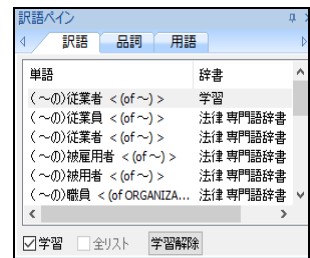 訳語ペイン
訳語 品詞 用語
単語 辞書
(～の)従業者 <(of～)> 学習
(～の)従業員 <(of～)> 法律 専門語辞書
(～の)従業者 <(of～)> 法律 専門語辞書
(～の)被雇用者 <(of～)> 法律 専門語辞書
(～の)被用者 <(of～)> 法律 専門語辞書
(～の)職員 <(of ORGANIZA... 法律 専門語辞書
学習 全リスト 学習解除